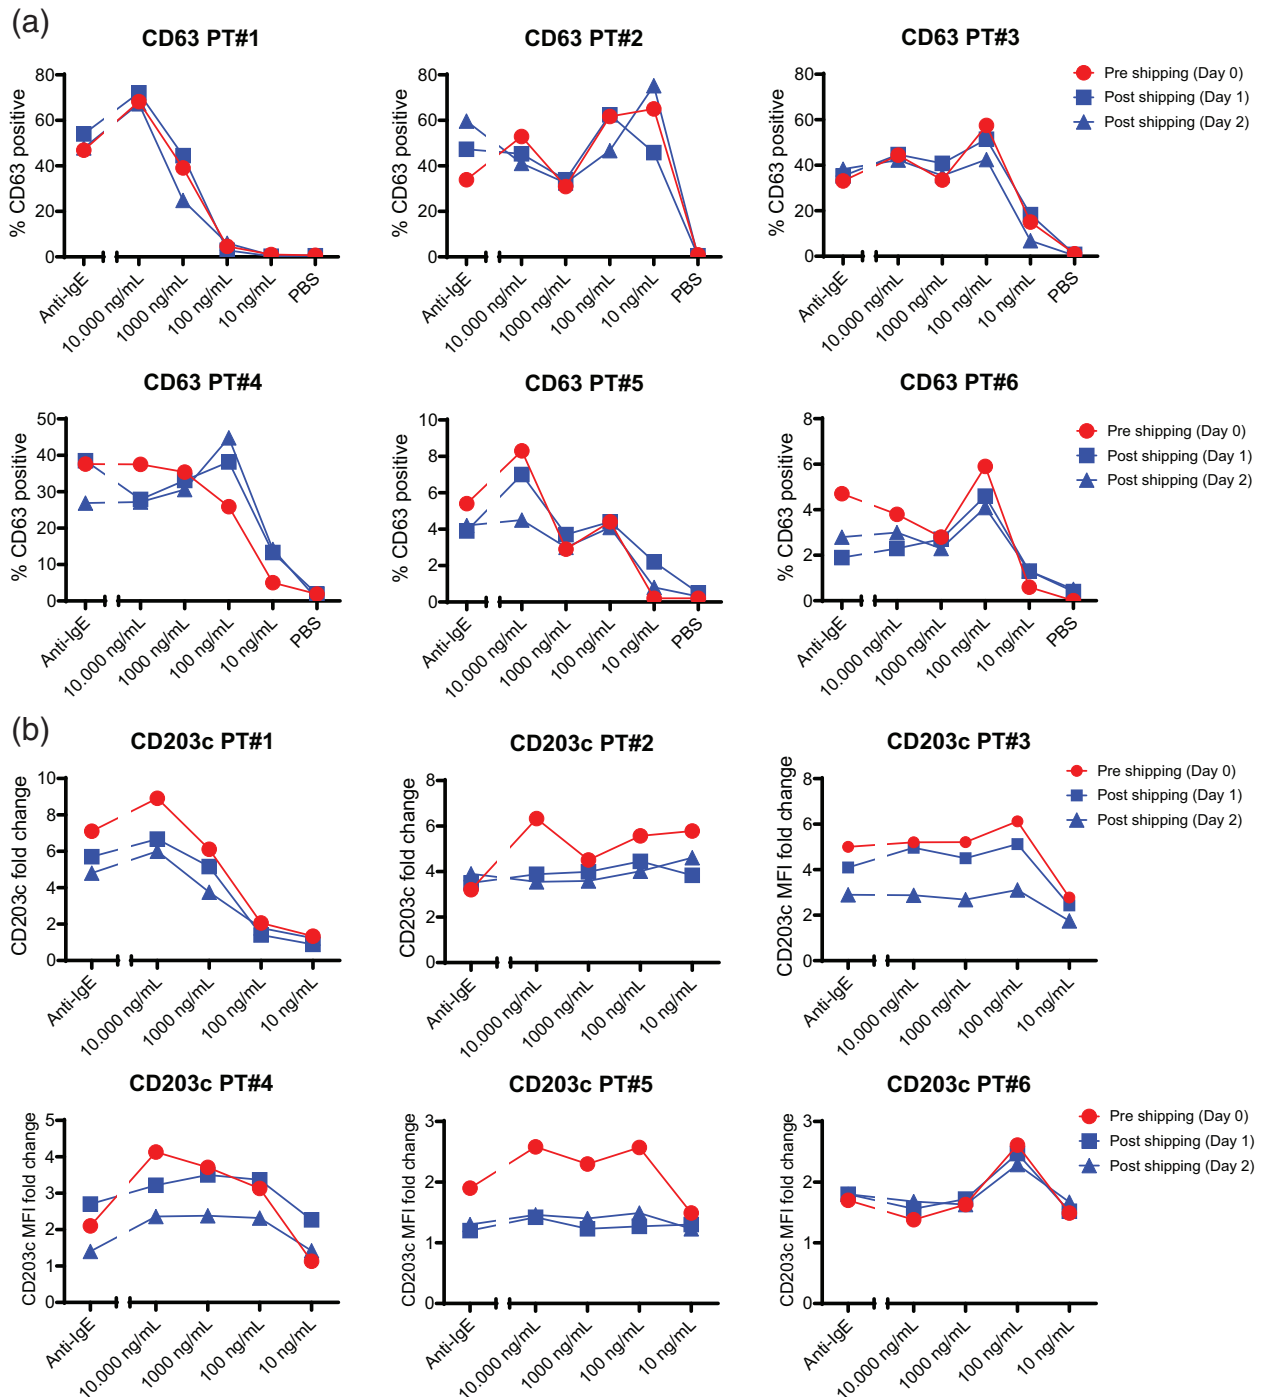 (a)
CD63 PT#1
CD63 PT#2
CD63 PT#3
% CD63 positive
80
60
40
20
0
Anti-IgE
10.000 ng/mL
1000 ng/mL
100 ng/mL
10 ng/mL
PBS
% CD63 positive
80
60
40
20
0
Anti-IgE
10.000 ng/mL
1000 ng/mL
100 ng/mL
10 ng/mL
PBS
% CD63 positive
80
60
40
20
0
Anti-IgE
10.000 ng/mL
1000 ng/mL
100 ng/mL
10 ng/mL
PBS
Pre shipping (Day 0)
Post shipping (Day 1)
Post shipping (Day 2)
CD63 PT#4
CD63 PT#5
CD63 PT#6
% CD63 positive
50
40
30
20
10
0
Anti-IgE
10.000 ng/mL
1000 ng/mL
100 ng/mL
10 ng/mL
PBS
% CD63 positive
10
8
6
4
2
0
Anti-IgE
10.000 ng/mL
1000 ng/mL
100 ng/mL
10 ng/mL
PBS
% CD63 positive
8
6
4
2
0
Anti-IgE
10.000 ng/mL
1000 ng/mL
100 ng/mL
10 ng/mL
PBS
Pre shipping (Day 0)
Post shipping (Day 1)
Post shipping (Day 2)
(b)
CD203c PT#1
CD203c PT#2
CD203c PT#3
CD203c fold change
10
8
6
4
2
0
Anti-IgE
10.000 ng/mL
1000 ng/mL
100 ng/mL
10 ng/mL
CD203c fold change
8
6
4
2
0
Anti-IgE
10.000 ng/mL
1000 ng/mL
100 ng/mL
10 ng/mL
CD203c MFI fold change
8
6
4
2
0
Anti-IgE
10.000 ng/mL
1000 ng/mL
100 ng/mL
10 ng/mL
Pre shipping (Day 0)
Post shipping (Day 1)
Post shipping (Day 2)
CD203c PT#4
CD203c PT#5
CD203c PT#6
CD203c MFI fold change
5
4
3
2
1
0
Anti-IgE
10.000 ng/mL
1000 ng/mL
100 ng/mL
10 ng/mL
CD203c MFI fold change
3
2
1
0
Anti-IgE
10.000 ng/mL
1000 ng/mL
100 ng/mL
10 ng/mL
CD203c MFI fold change
3
2
1
0
Anti-IgE
10.000 ng/mL
1000 ng/mL
100 ng/mL
10 ng/mL
Pre shipping (Day 0)
Post shipping (Day 1)
Post shipping (Day 2)